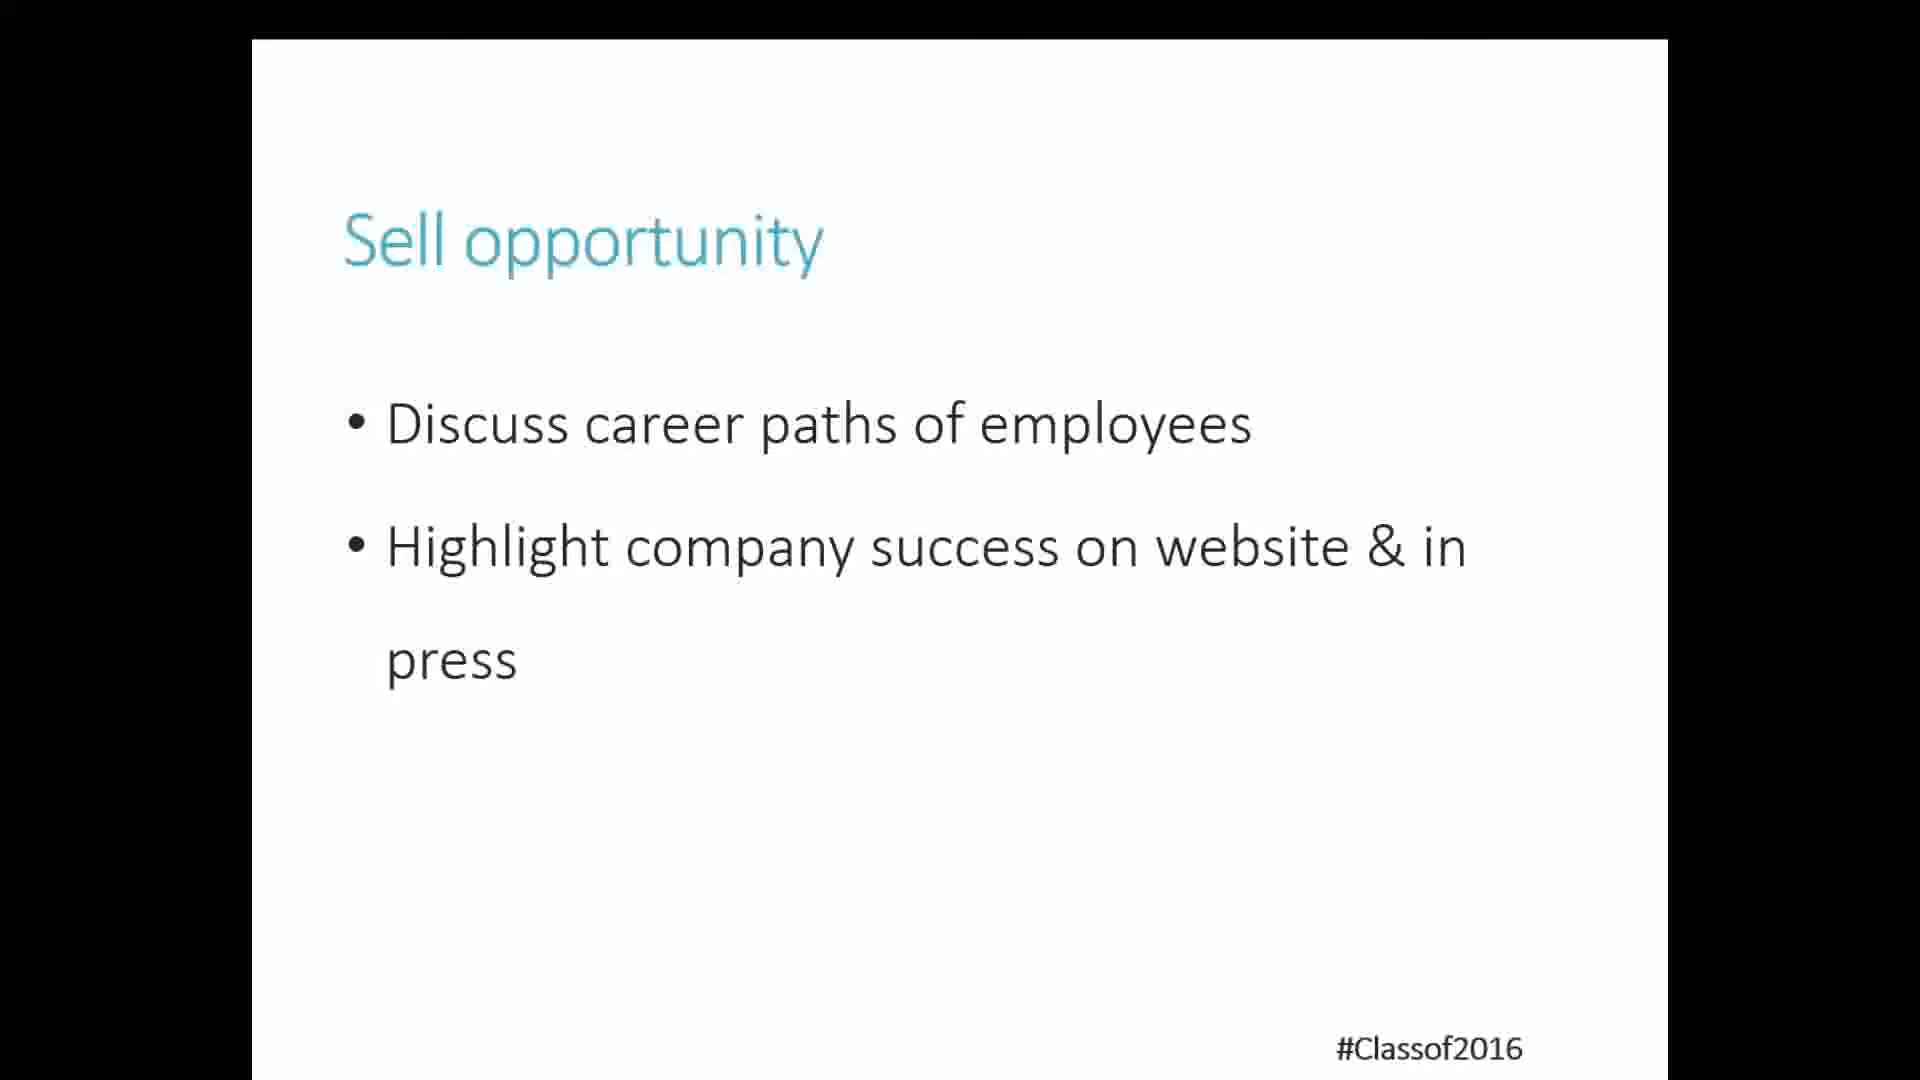 Sell opportunity
• Discuss career paths of employees
• Highlight company success on website & in
press
#Classof2016